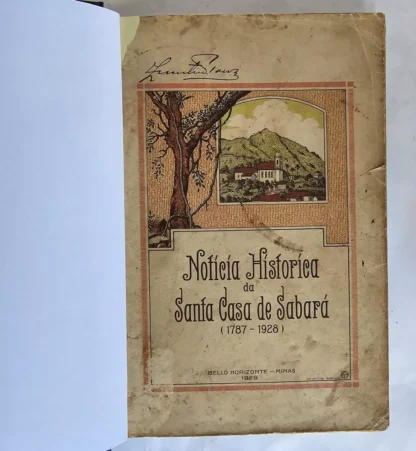 Noticia Historica
da
Santa Casa de Sabará
(1787 - 1928)
BELLO HORIZONTE - MINAS
1929